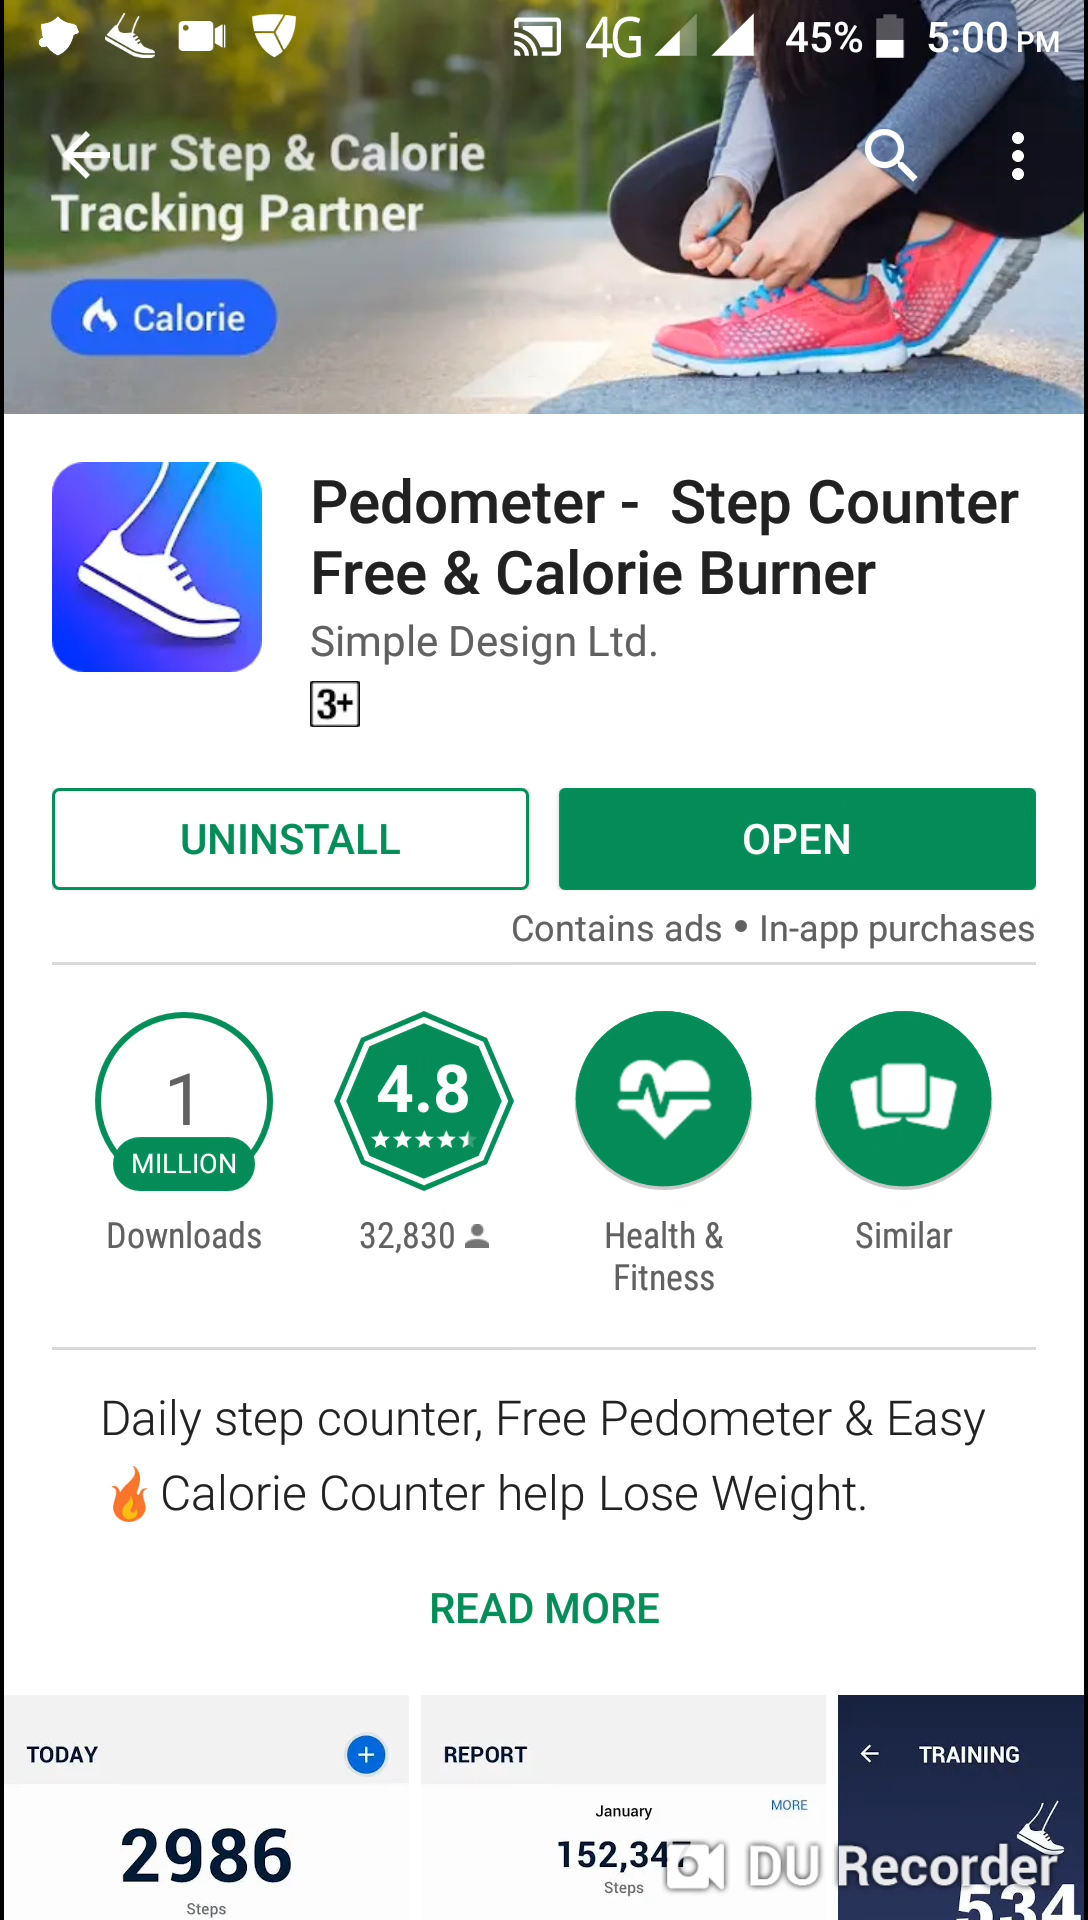 4G 45% 5:00 PM
Your Step & Calorie
Tracking Partner
Calorie
Pedometer - Step Counter
Free & Calorie Burner
Simple Design Ltd.
3+
UNINSTALL
OPEN
Contains ads • In-app purchases
1
MILLION
Downloads
4.8
32,830
Health &
Fitness
Similar
Daily step counter, Free Pedometer & Easy
🔥Calorie Counter help Lose Weight.
READ MORE
TODAY
2986
Steps
REPORT
January
MORE
152,347
Steps
TRAINING
534
DU Recorder